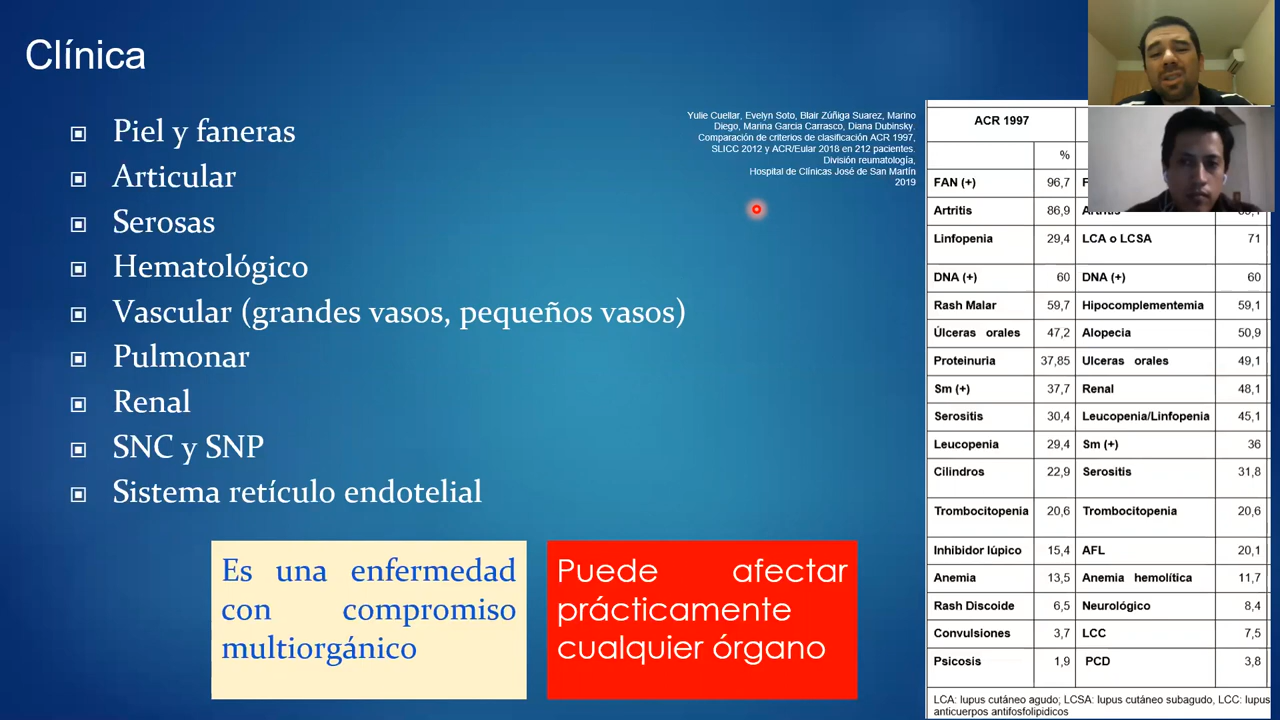 Clínica
Piel y faneras
Articular
Serosas
Hematológico
Vascular (grandes vasos, pequeños vasos)
Pulmonar
Renal
SNC y SNP
Sistema retículo endotelial
Es una enfermedad
con compromiso
multiorgánico
Puede afectar
prácticamente
cualquier órgano
Yulie Cuellar, Evelyn Soto, Blair Zúñiga Suarez, Marino
Diego, Marina Garcia Carrasco, Diana Dubinsky.
Comparación de criterios de clasificación ACR 1997,
SLICC 2012 y ACR/Eular 2018 en 212 pacientes.
División reumatología,
Hospital de Clínicas José de San Martín
2019
ACR 1997
%
FAN (+) 96,7
Artritis 86,9 Artritis
Linfopenia 29,4 LCA o LCSA 71
DNA (+) 60 DNA (+) 60
Rash Malar 59,7 Hipocomplementemia 59,1
Úlceras orales 47,2 Alopecia 50,9
Proteinuria 37,85 Ulceras orales 49,1
Sm (+) 37,7 Renal 48,1
Serositis 30,4 Leucopenia/Linfopenia 45,1
Leucopenia 29,4 Sm (+) 36
Cilindros 22,9 Serositis 31,8
Trombocitopenia 20,6 Trombocitopenia 20,6
Inhibidor lúpico 15,4 AFL 20,1
Anemia 13,5 Anemia hemolítica 11,7
Rash Discoide 6,5 Neurológico 8,4
Convulsiones 3,7 LCC 7,5
Psicosis 1,9 PCD 3,8
LCA: lupus cutáneo agudo; LCSA: lupus cutáneo subagudo, LCC: lupus
anticuerpos antifosfolipidicos